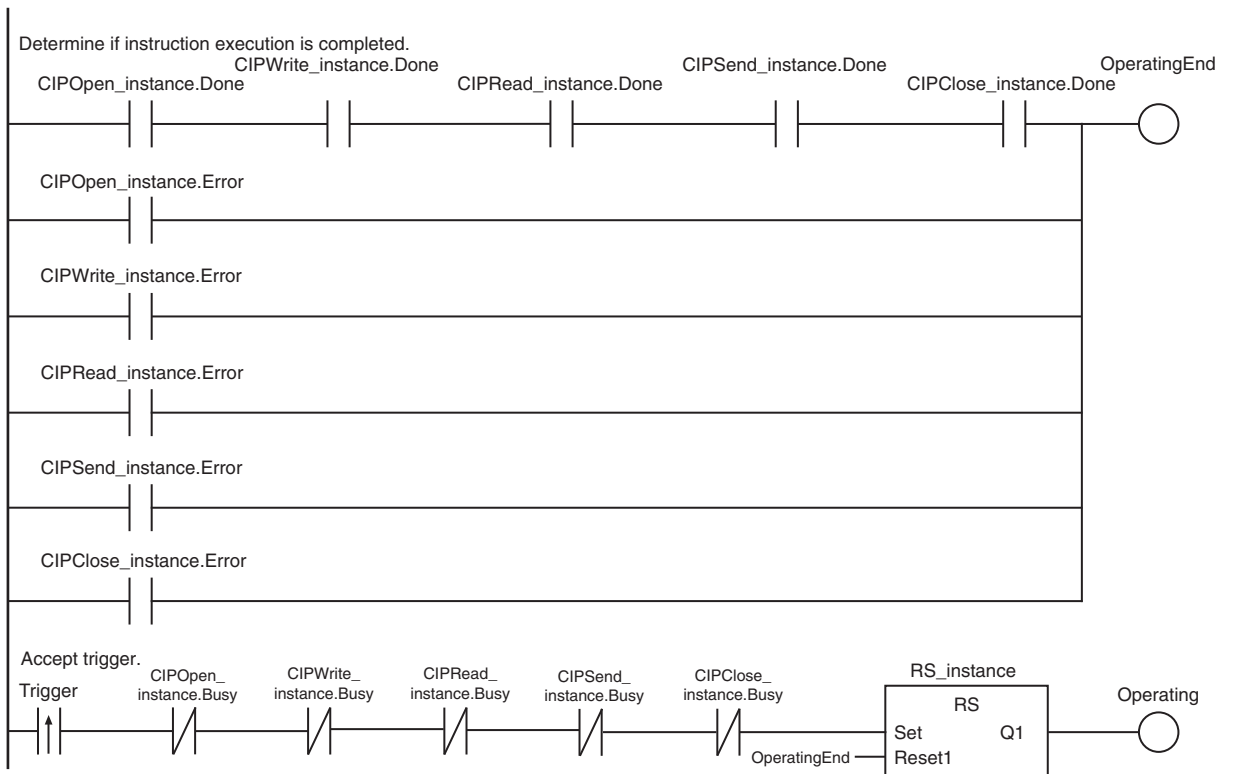 Determine if instruction execution is completed.
CIPOpen_instance.Done
CIPWrite_instance.Done
CIPRead_instance.Done
CIPSend_instance.Done
CIPClose_instance.Done
OperatingEnd
CIPOpen_instance.Error
CIPWrite_instance.Error
CIPRead_instance.Error
CIPSend_instance.Error
CIPClose_instance.Error
Accept trigger.
Trigger
CIPOpen_
instance.Busy
CIPWrite_
instance.Busy
CIPRead_
instance.Busy
CIPSend_
instance.Busy
CIPClose_
instance.Busy
RS_instance
RS
Set Q1
OperatingEnd
Reset1
Operating